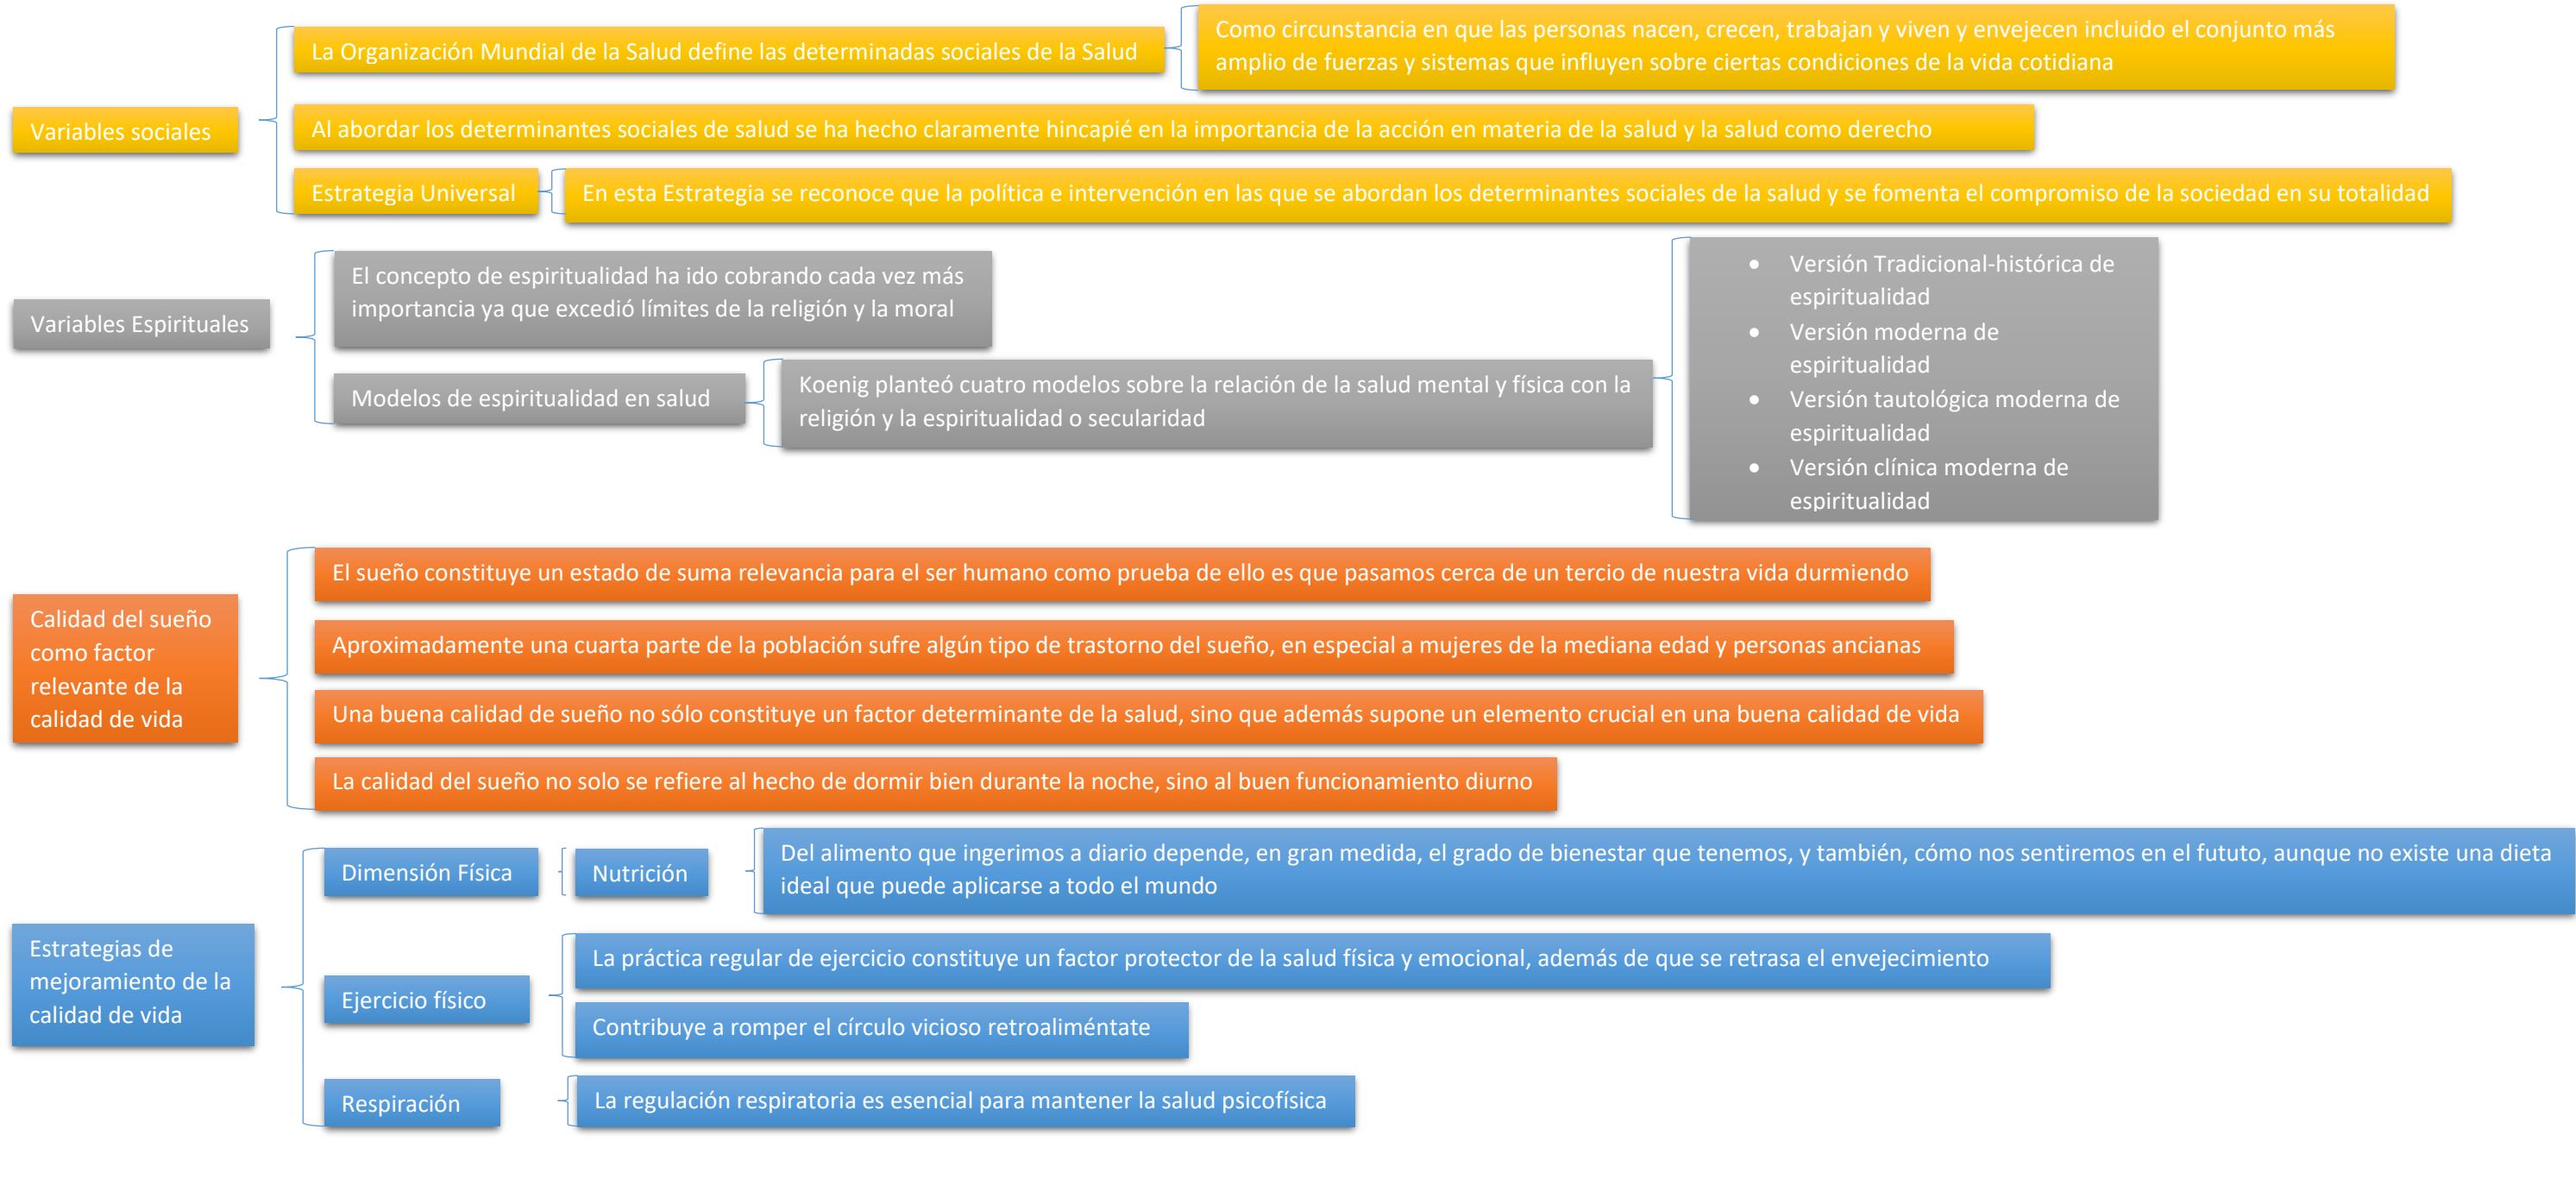 Variables sociales
La Organización Mundial de la Salud define las determinadas sociales de la Salud
Como circunstancia en que las personas nacen, crecen, trabajan y viven y envejecen incluido el conjunto más
amplio de fuerzas y sistemas que influyen sobre ciertas condiciones de la vida cotidiana
Al abordar los determinantes sociales de salud se ha hecho claramente hincapié en la importancia de la acción en materia de la salud y la salud como derecho
Estrategia Universal
En esta Estrategia se reconoce que la política e intervención en las que se abordan los determinantes sociales de la salud y se fomenta el compromiso de la sociedad en su totalidad
Variables Espirituales
El concepto de espiritualidad ha ido cobrando cada vez más
importancia ya que excedió límites de la religión y la moral
Modelos de espiritualidad en salud
Koenig planteó cuatro modelos sobre la relación de la salud mental y física con la
religión y la espiritualidad o secularidad
• Versión Tradicional-histórica de
espiritualidad
• Versión moderna de
espiritualidad
• Versión tautológica moderna de
espiritualidad
• Versión clínica moderna de
espiritualidad
Calidad del sueño
como factor
relevante de la
calidad de vida
El sueño constituye un estado de suma relevancia para el ser humano como prueba de ello es que pasamos cerca de un tercio de nuestra vida durmiendo
Aproximadamente una cuarta parte de la población sufre algún tipo de trastorno del sueño, en especial a mujeres de la mediana edad y personas ancianas
Una buena calidad de sueño no sólo constituye un factor determinante de la salud, sino que además supone un elemento crucial en una buena calidad de vida
La calidad del sueño no solo se refiere al hecho de dormir bien durante la noche, sino al buen funcionamiento diurno
Estrategias de
mejoramiento de la
calidad de vida
Dimensión Física
Nutrición
Del alimento que ingerimos a diario depende, en gran medida, el grado de bienestar que tenemos, y también, cómo nos sentiremos en el fututo, aunque no existe una dieta
ideal que puede aplicarse a todo el mundo
Ejercicio físico
La práctica regular de ejercicio constituye un factor protector de la salud física y emocional, además de que se retrasa el envejecimiento
Contribuye a romper el círculo vicioso retroaliméntate
Respiración
La regulación respiratoria es esencial para mantener la salud psicofísica